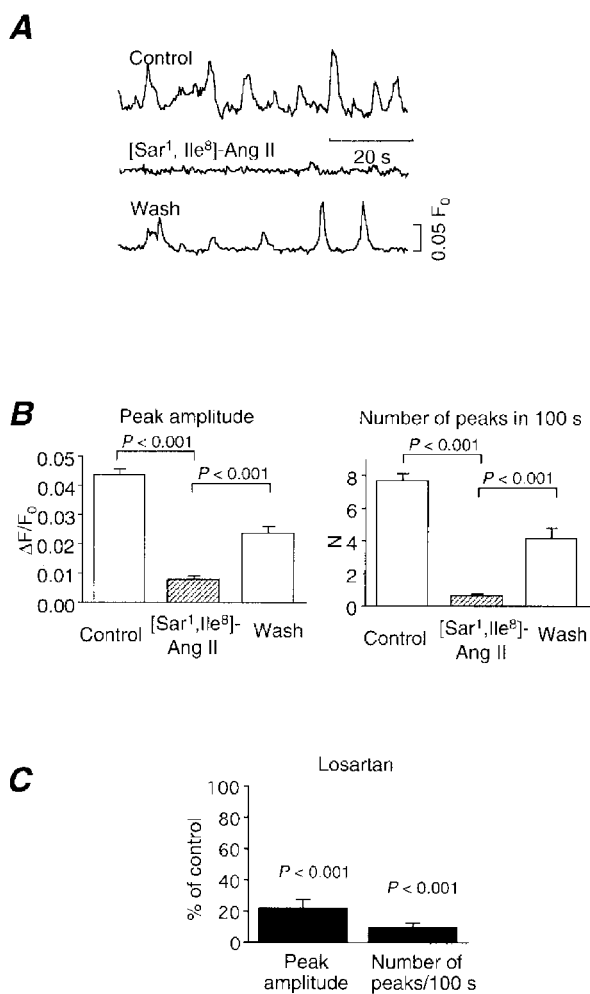 A
Control
[Sar¹, Ile⁸]-Ang II
20 s
Wash
0.05 F₀
B
Peak amplitude
P < 0.001
P < 0.001
0.05
0.04
0.03
0.02
0.01
0.00
ΔF/F₀
Control
[Sar¹,Ile⁸]-
Ang II
Wash
Number of peaks in 100 s
P < 0.001
P < 0.001
8
6
4
2
0
N
Control
[Sar¹,Ile⁸]-
Ang II
Wash
C
Losartan
100
80
60
40
20
0
% of control
P < 0.001
P < 0.001
Peak
amplitude
Number of
peaks/100 s